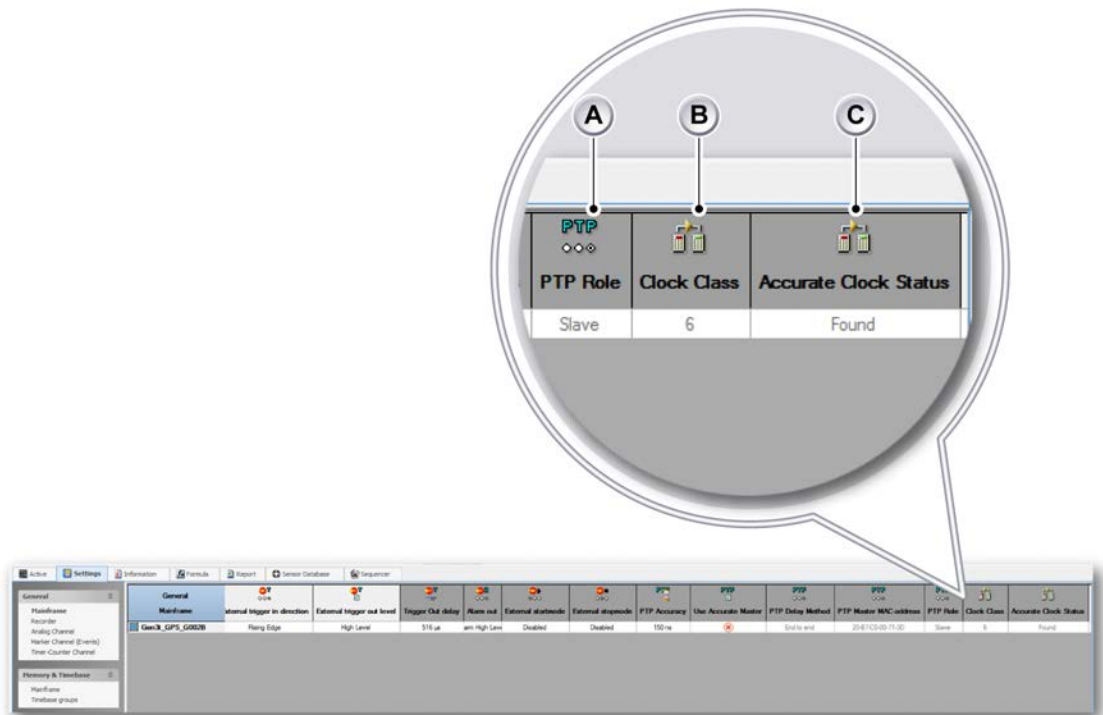 A B C
PTP
PTP Role Clock Class Accurate Clock Status
Slave 6 Found
Active Settings Information Formula Report Sensor Database Sequencer
General
Mainframe
Recorder
Analog Channel
Marker Channel (Events)
Timer-Counter Channel
Memory & Timebase
Mainframe
Timebase groups
General
Mainframe xternal trigger in direction External trigger out level Trigger Out delay Alarm out External startmode External stopmode PTP Accuracy Use Accurate Master PTP Delay Method PTP Master MAC-address PTP Role Clock Class Accurate Clock Status
Rising Edge High Level 516 µs arm High Leve Disabled Disabled 150 ns End to end Slave 6 Found